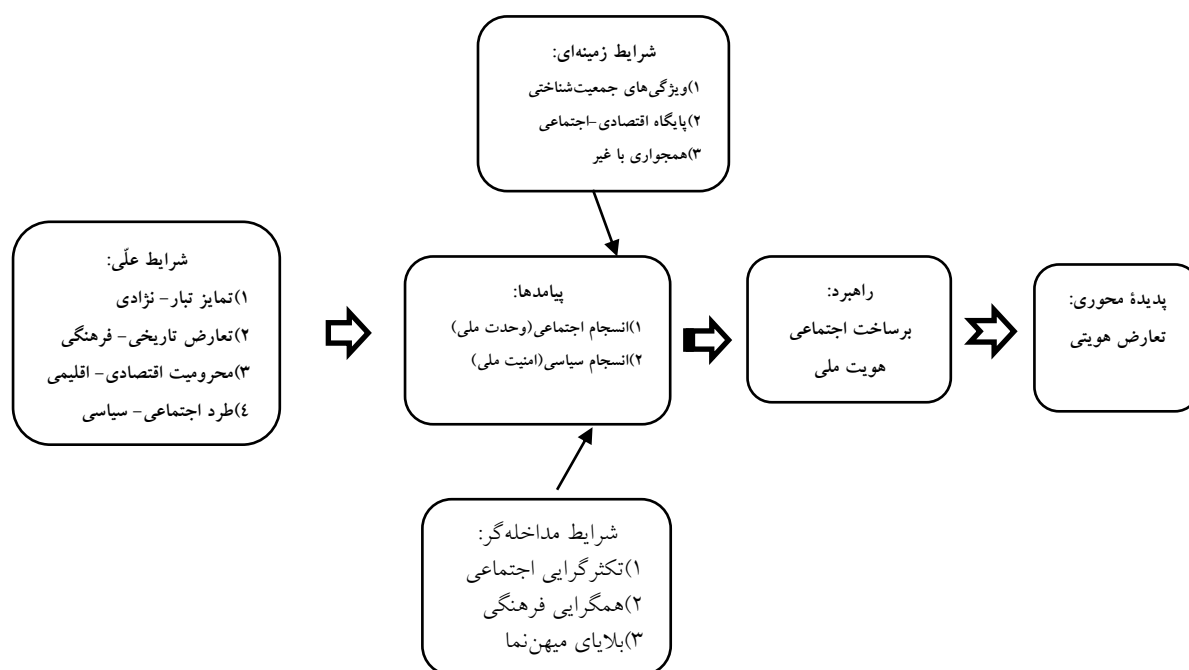 شرایط زمینه‌ای:
۱)ویژگی‌های جمعیت‌شناختی
۲)پایگاه اقتصادی-اجتماعی
۳)همجواری با غیر
شرایط علّی:
۱)تمایز تبار- نژادی
۲)تعارض تاریخی- فرهنگی
۳)محرومیت اقتصادی- اقلیمی
٤)طرد اجتماعی- سیاسی
پیامدها:
۱)انسجام اجتماعی(وحدت ملی)
۲)انسجام سیاسی(امنیت ملی)
راهبرد:
برساخت اجتماعی
هویت ملی
پدیدۀ محوری:
تعارض هویتی
شرایط مداخله‌گر:
۱)تکثرگرایی اجتماعی
۲)همگرایی فرهنگی
۳)بلایای میهن‌نما